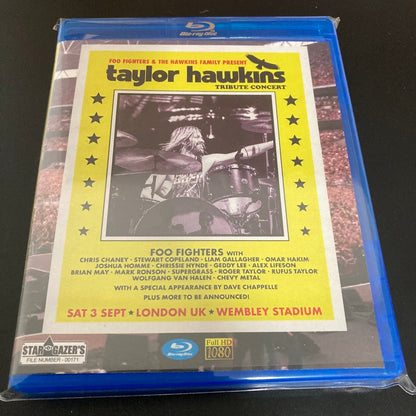 Blu-ray Disc
FOO FIGHTERS & THE HAWKINS FAMILY PRESENT
taylor hawkins
TRIBUTE CONCERT
FOO FIGHTERS WITH
CHRIS CHANEY · STEWART COPELAND · LIAM GALLAGHER · OMAR HAKIM
JOSHUA HOMME · CHRISSIE HYNDE · GEDDY LEE · ALEX LIFESON
BRIAN MAY · MARK RONSON · SUPERGRASS · ROGER TAYLOR · RUFUS TAYLOR
WOLFGANG VAN HALEN · CHEVY METAL
WITH A SPECIAL APPEARANCE BY DAVE CHAPPELLE
PLUS MORE TO BE ANNOUNCED!
SAT 3 SEPT ★ LONDON UK ★ WEMBLEY STADIUM
STAR GAZER'S
FILE NUMBER - 00171
Blu-ray Disc
Full HD
1080